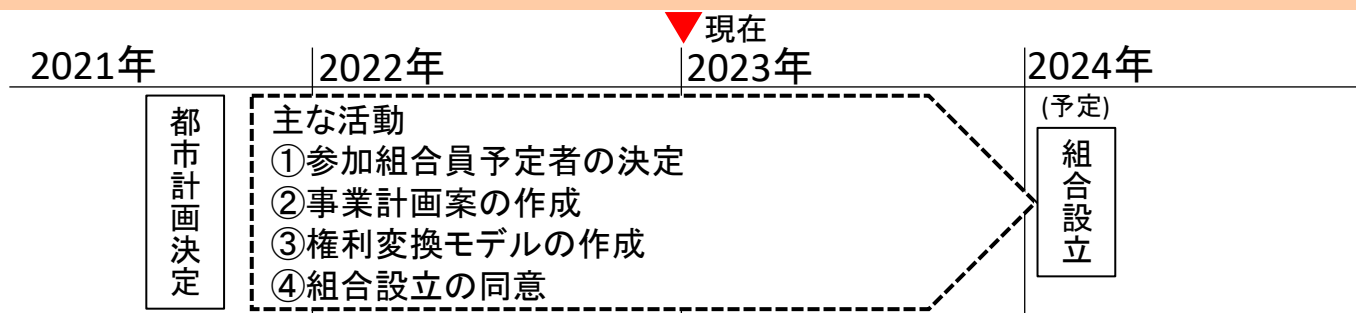 現在
2021年
2022年
2023年
2024年
都市計画決定
主な活動
①参加組合員予定者の決定
②事業計画案の作成
③権利変換モデルの作成
④組合設立の同意
(予定)
組合設立